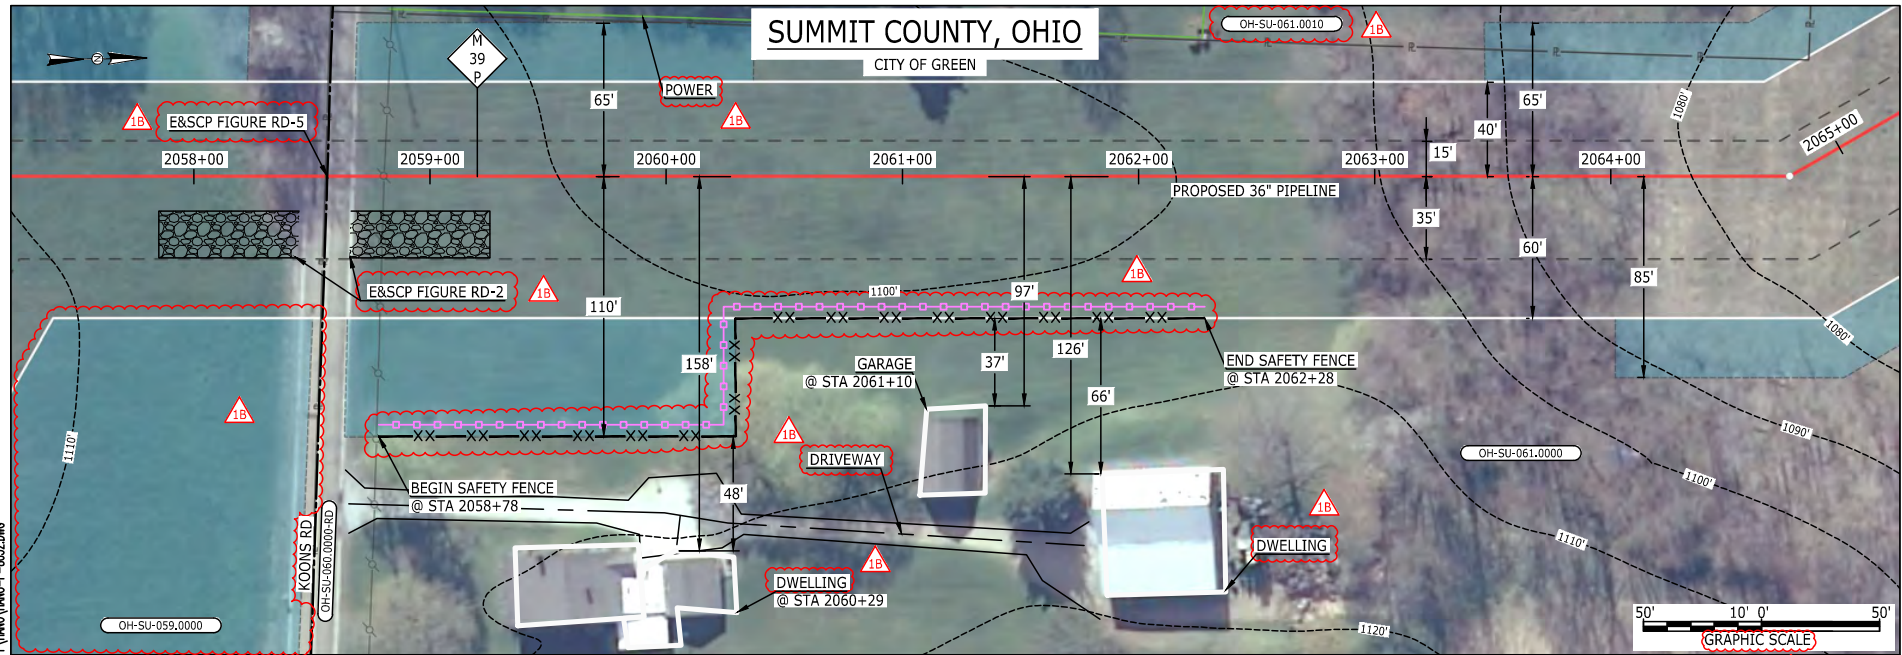 SUMMIT COUNTY, OHIO
CITY OF GREEN
OH-SU-061.0010
1B
N
M
39
P
POWER
1B
65'
65'
40'
15'
1080'
1B
E&SCP FIGURE RD-5
2058+00
2059+00
2060+00
2061+00
2062+00
2063+00
2064+00
2065+00
PROPOSED 36" PIPELINE
35'
60'
85'
E&SCP FIGURE RD-2
1B
1B
110'
1100'
97'
1080'
158'
37'
126'
66'
GARAGE
@ STA 2061+10
END SAFETY FENCE
@ STA 2062+28
1B
1B
1110'
DRIVEWAY
1090'
OH-SU-061.0000
1100'
BEGIN SAFETY FENCE
@ STA 2058+78
48'
1B
1110'
DWELLING
KOONS RD
OH-SU-060.0000-RD
1B
DWELLING
@ STA 2060+29
OH-SU-059.0000
1120'
50'
10'
0'
50'
GRAPHIC SCALE